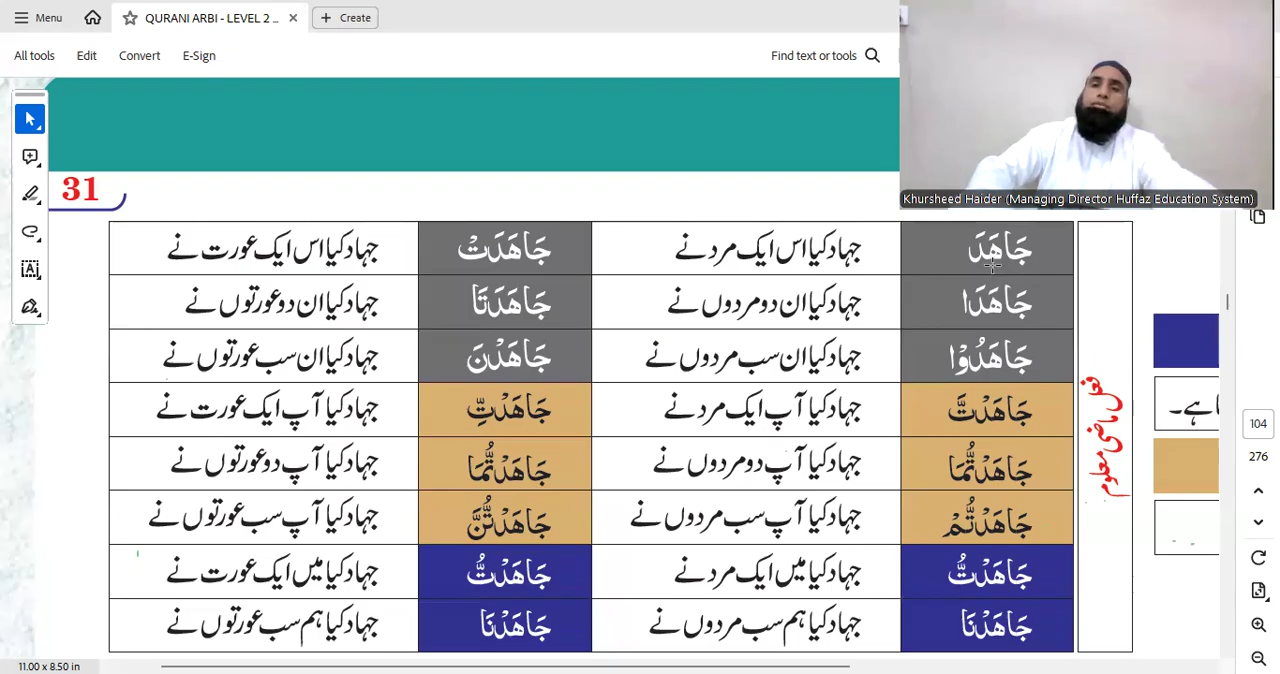 Menu
QURANI ARBI - LEVEL 2 ...
Create
All tools Edit Convert E-Sign
Find text or tools
Khursheed Haider (Managing Director Huffaz Education System)
31
جَاهَدَ جہاد کیا اس ایک مرد نے جَاهَدَتْ جہاد کیا اس ایک عورت نے
جَاهَدَا جہاد کیا ان دو مردوں نے جَاهَدَتَا جہاد کیا ان دو عورتوں نے
جَاهَدُوْا جہاد کیا ان سب مردوں نے جَاهَدْنَ جہاد کیا ان سب عورتوں نے
جَاهَدْتَّ جہاد کیا آپ ایک مرد نے جَاهَدْتِّ جہاد کیا آپ ایک عورت نے
جَاهَدْتُّمَا جہاد کیا آپ دو مردوں نے جَاهَدْتُّمَا جہاد کیا آپ دو عورتوں نے
جَاهَدْتُّمْ جہاد کیا آپ سب مردوں نے جَاهَدْتُّنَّ جہاد کیا آپ سب عورتوں نے
جَاهَدْتُّ جہاد کیا میں ایک مرد نے جَاهَدْتُّ جہاد کیا میں ایک عورت نے
جَاهَدْنَا جہاد کیا ہم سب مردوں نے جَاهَدْنَا جہاد کیا ہم سب عورتوں نے
فعل ماضی معلوم
ہے۔
104
276
11.00 x 8.50 in